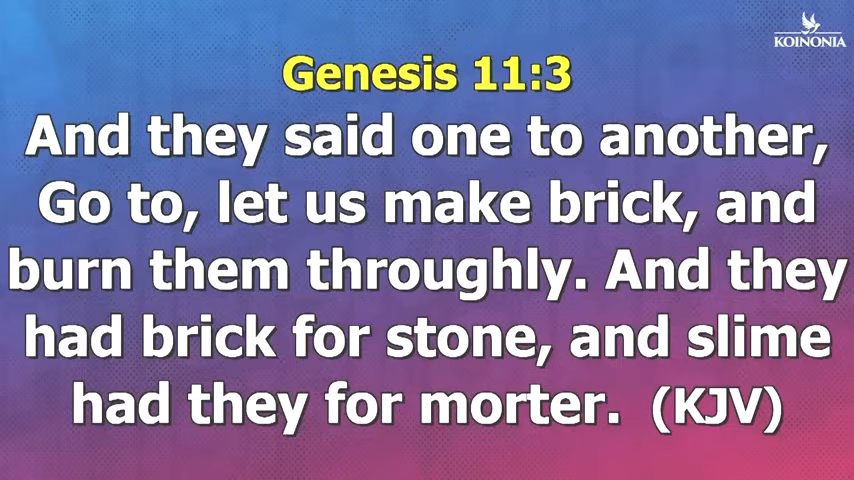 KOINONIA
Genesis 11:3
And they said one to another,
Go to, let us make brick, and
burn them throughly. And they
had brick for stone, and slime
had they for morter. (KJV)